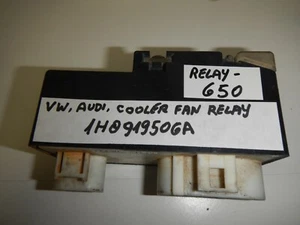 RELAY-
650
VW, AUDI, COOLER FAN RELAY
1H0919506A